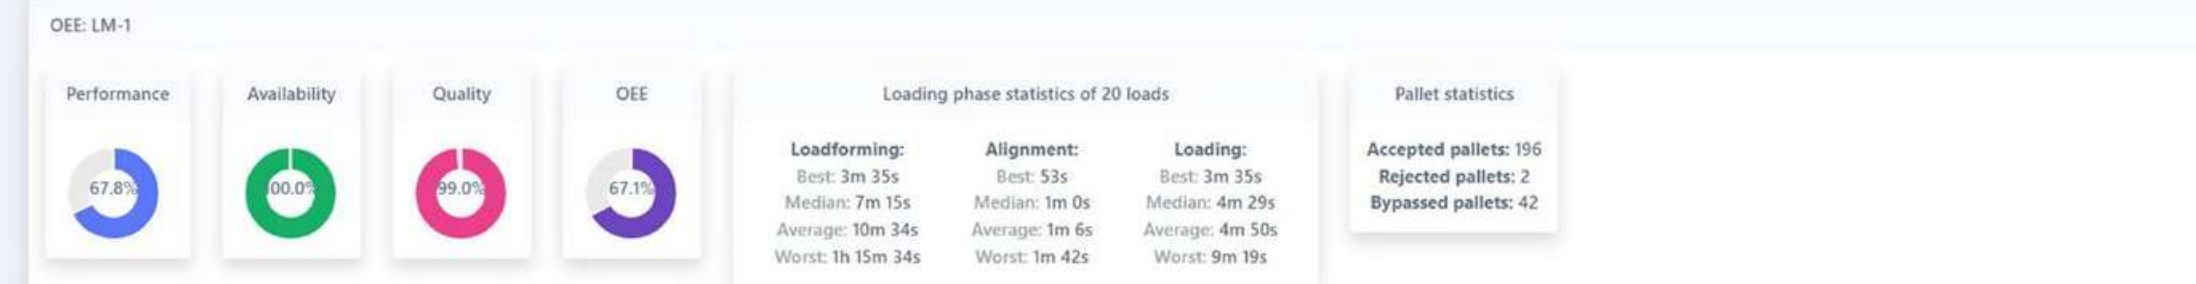 OEE: LM-1
Performance
67.8%
Availability
100.0%
Quality
99.0%
OEE
67.1%
Loading phase statistics of 20 loads
Loadforming:
Best: 3m 35s
Median: 7m 15s
Average: 10m 34s
Worst: 1h 15m 34s
Alignment:
Best: 53s
Median: 1m 0s
Average: 1m 6s
Worst: 1m 42s
Loading:
Best: 3m 35s
Median: 4m 29s
Average: 4m 50s
Worst: 9m 19s
Pallet statistics
Accepted pallets: 196
Rejected pallets: 2
Bypassed pallets: 42